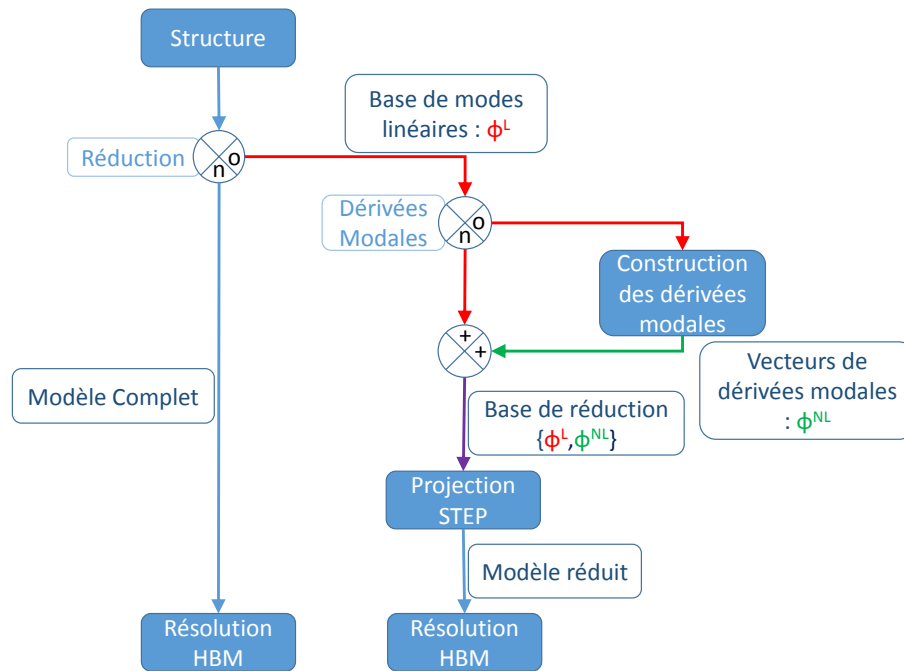 Structure
Base de modes
linéaires : ϕᴸ
Réduction
o
n
Dérivées
Modales
o
n
Construction
des dérivées
modales
+
+
Vecteurs de
dérivées modales
: ϕᴺᴸ
Modèle Complet
Base de réduction
{ϕᴸ,ϕᴺᴸ}
Projection
STEP
Modèle réduit
Résolution
HBM
Résolution
HBM